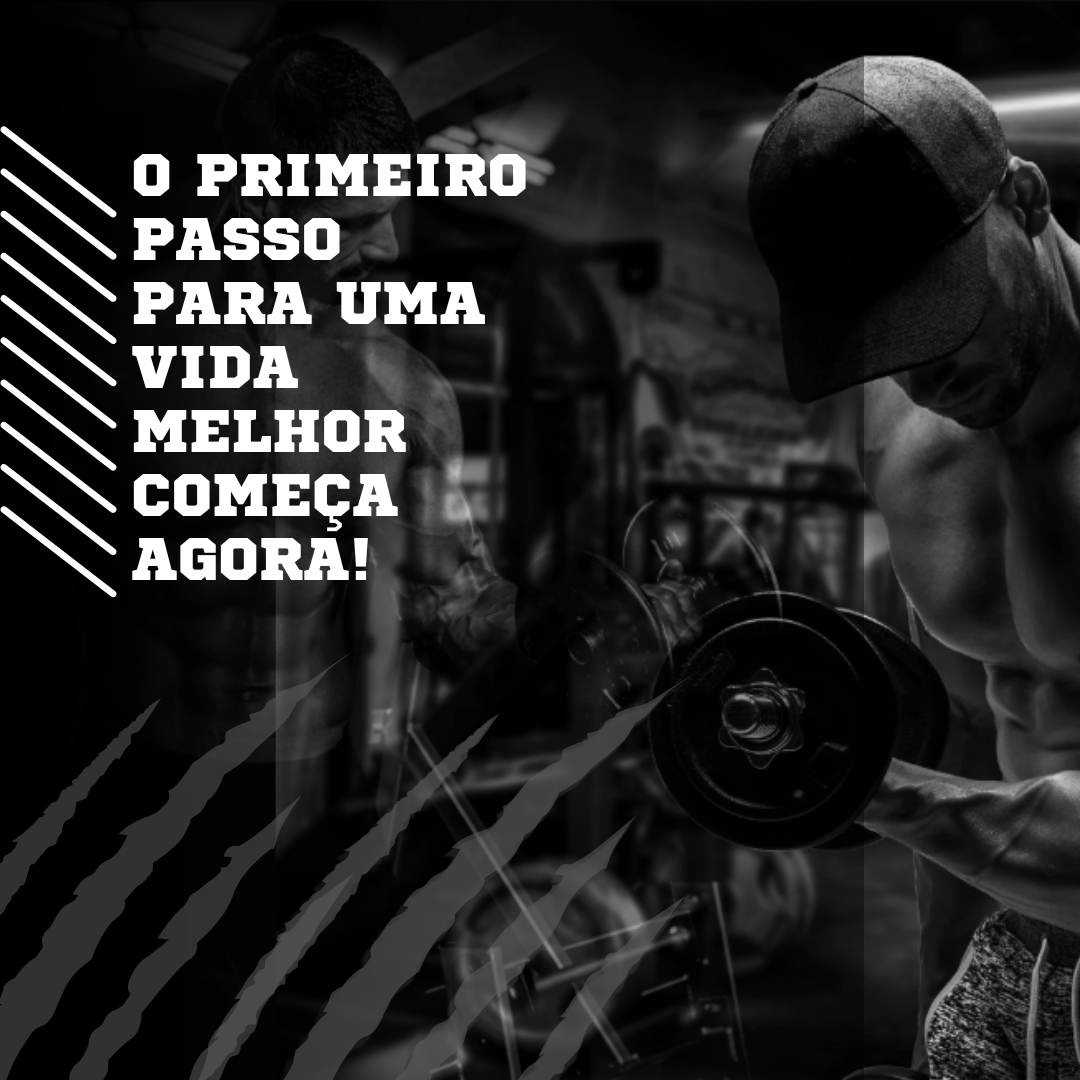 O PRIMEIRO
PASSO
PARA UMA
VIDA
MELHOR
COMEÇA
AGORA!